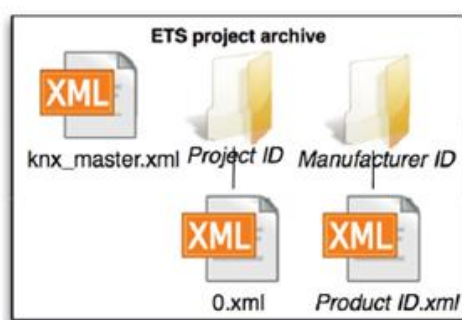 ETS project archive
XML
knx_master.xml Project ID Manufacturer ID
XML XML
0.xml Product ID.xml